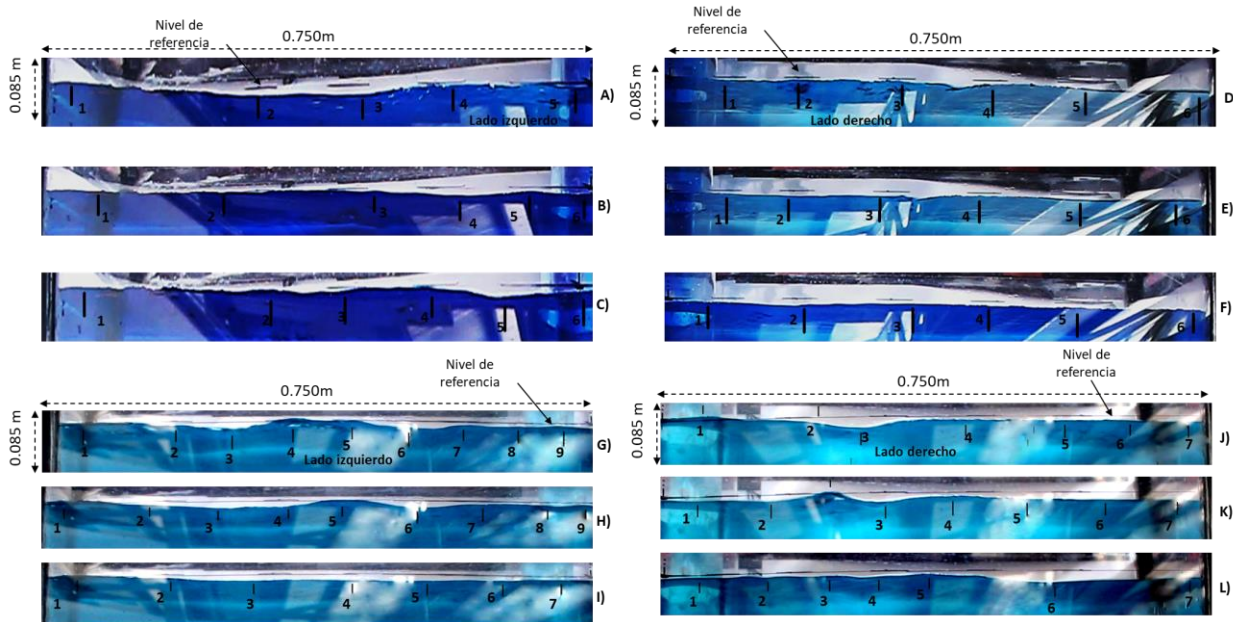 Nivel de
referencia
0.750m
0.085 m
1 2 3 4 5
Lado izquierdo
A)
1 2 3 4 5 6
B)
1 2 3 4 5 6
C)
Nivel de
referencia
0.750m
0.085 m
1 2 3 4 5 6
Lado derecho
D
1 2 3 4 5 6
E)
1 2 3 4 5 6
F)
Nivel de
referencia
0.750m
0.085 m
1 2 3 4 5 6 7 8 9
Lado izquierdo
G)
1 2 3 4 5 6 7 8 9
H)
1 2 3 4 5 6 7
I)
Nivel de
referencia
0.750m
0.085 m
1 2 3 4 5 6 7
Lado derecho
J)
1 2 3 4 5 6 7
K)
1 2 3 4 5 6 7
L)